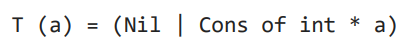 T (a) = (Nil | Cons of int * a)